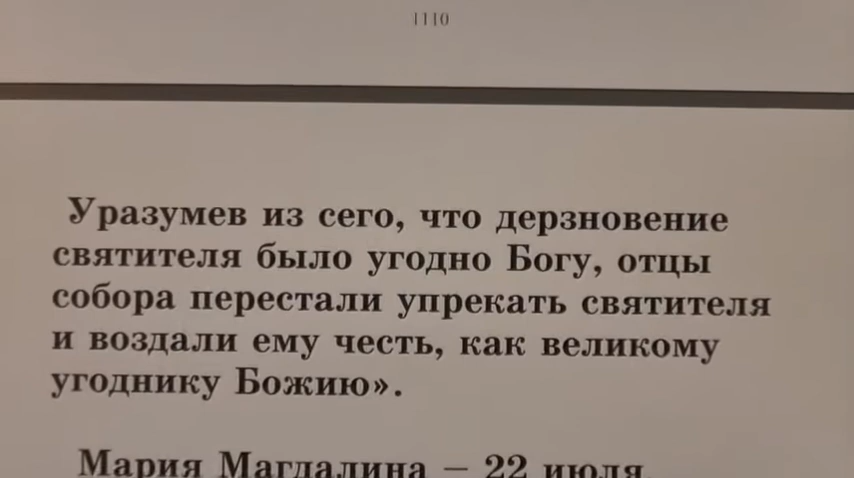 1110
Уразумев из сего, что дерзновение
святителя было угодно Богу, отцы
собора перестали упрекать святителя
и воздали ему честь, как великому
угоднику Божию».
Мария Магдалина – 22 июля